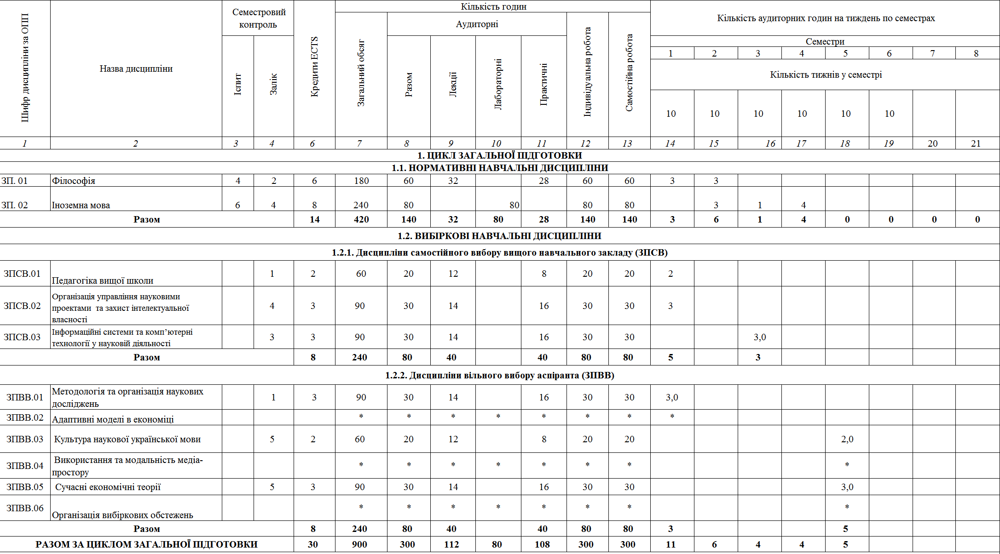 Шифр дисципліни за ОПП
Назва дисципліни
Семестровий контроль
Іспит
Залік
Кредити ECTS
Кількість годин
Загальний обсяг
Аудиторні
Разом
Лекції
Лабораторні
Практичні
Індивідуальна робота
Самостійна робота
Кількість аудиторних годин на тиждень по семестрах
Семестри
1 2 3 4 5 6 7 8
Кількість тижнів у семестрі
10 10 10 10 10 10
1 2 3 4 6 7 8 9 10 11 12 13 14 15 16 17 18 19 20 21
1. ЦИКЛ ЗАГАЛЬНОЇ ПІДГОТОВКИ
1.1. НОРМАТИВНІ НАВЧАЛЬНІ ДИСЦИПЛІНИ
ЗП. 01 Філософія 4 2 6 180 60 32 28 60 60 3 3
ЗП. 02 Іноземна мова 6 4 8 240 80 80 80 80 3 1 4
Разом 14 420 140 32 80 28 140 140 3 6 1 4 0 0 0 0
1.2. ВИБІРКОВІ НАВЧАЛЬНІ ДИСЦИПЛІНИ
1.2.1. Дисципліни самостійного вибору вищого навчального закладу (ЗПСВ)
ЗПСВ.01 Педагогіка вищої школи 1 2 60 20 12 8 20 20 2
ЗПСВ.02 Організація управління науковими
проектами та захист інтелектуальної
власності 4 3 90 30 14 16 30 30 3
ЗПСВ.03 Інформаційні системи та комп’ютерні
технології у науковій діяльності 3 3 90 30 14 16 30 30 3,0
Разом 8 240 80 40 40 80 80 5 3
1.2.2. Дисципліни вільного вибору аспіранта (ЗПВВ)
ЗПВВ.01 Методологія та організація наукових
досліджень 1 3 90 30 14 16 30 30 3,0
ЗПВВ.02 Адаптивні моделі в економіці * * * * * * * *
ЗПВВ.03 Культура наукової української мови 5 2 60 20 12 8 20 20 2,0
ЗПВВ.04 Використання та модальність медіа-
простору * * * * * * * *
ЗПВВ.05 Сучасні економічні теорії 5 3 90 30 14 16 30 30 3,0
ЗПВВ.06 Організація вибіркових обстежень * * * * * * * *
Разом 8 240 80 40 40 80 80 3 5
РАЗОМ ЗА ЦИКЛОМ ЗАГАЛЬНОЇ ПІДГОТОВКИ 30 900 300 112 80 108 300 300 11 6 4 4 5